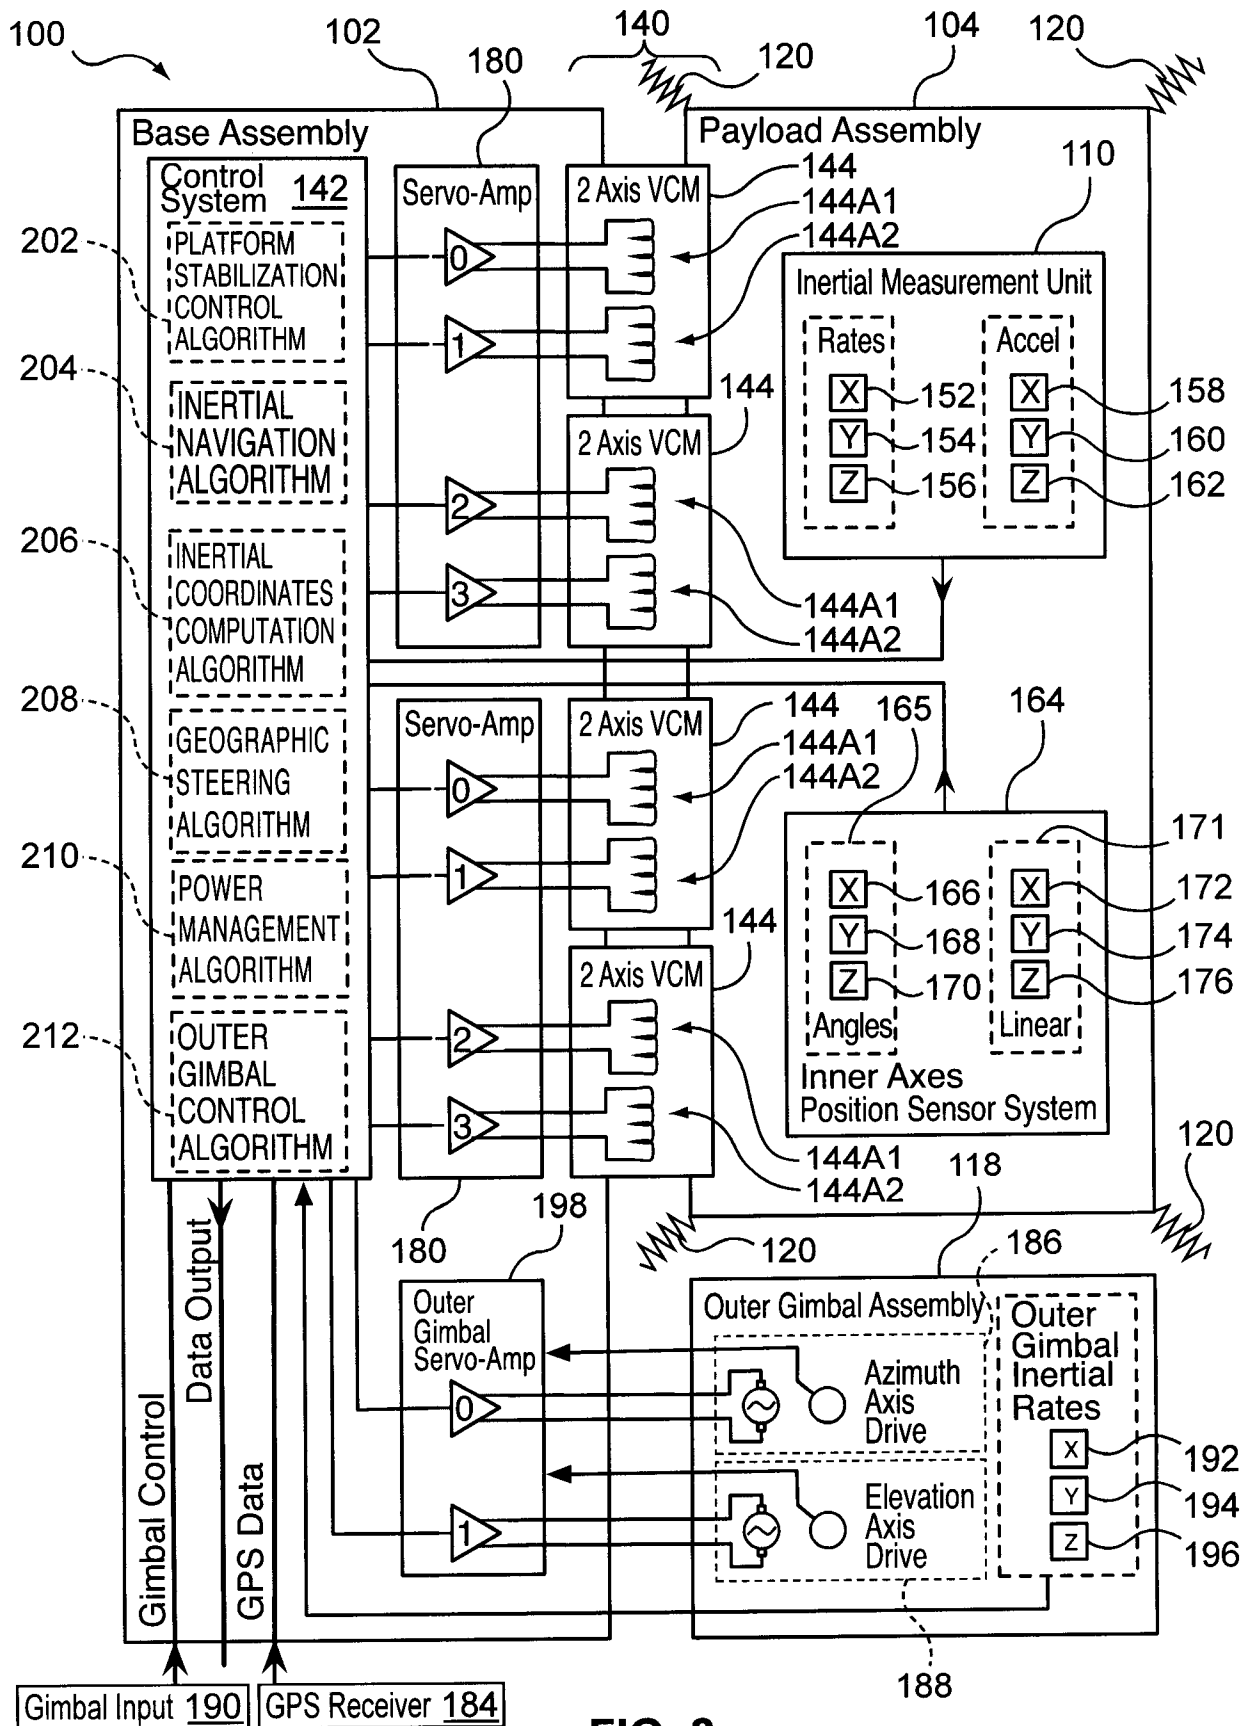 100
102
180
140
120
104
120
Base Assembly
Payload Assembly
Control
System 142
Servo-Amp
2 Axis VCM
144
144A1
144A2
110
202
PLATFORM
STABILIZATION
CONTROL
ALGORITHM
0
1
Inertial Measurement Unit
Rates
Accel
X
152
X
158
Y
154
Y
160
Z
156
Z
162
204
INERTIAL
NAVIGATION
ALGORITHM
144
2 Axis VCM
2
3
144A1
144A2
206
INERTIAL
COORDINATES
COMPUTATION
ALGORITHM
208
GEOGRAPHIC
STEERING
ALGORITHM
Servo-Amp
2 Axis VCM
144
144A1
144A2
165
164
0
1
171
X
166
X
172
Y
168
Y
174
Z
170
Z
176
Angles
Linear
Inner Axes
Position Sensor System
210
POWER
MANAGEMENT
ALGORITHM
144
2 Axis VCM
2
3
144A1
144A2
212
OUTER
GIMBAL
CONTROL
ALGORITHM
180
198
120
118
186
120
Gimbal Control
Data Output
GPS Data
Outer
Gimbal
Servo-Amp
0
1
Outer Gimbal Assembly
Azimuth
Axis
Drive
Elevation
Axis
Drive
Outer
Gimbal
Inertial
Rates
X
192
Y
194
Z
196
188
Gimbal Input 190
GPS Receiver 184